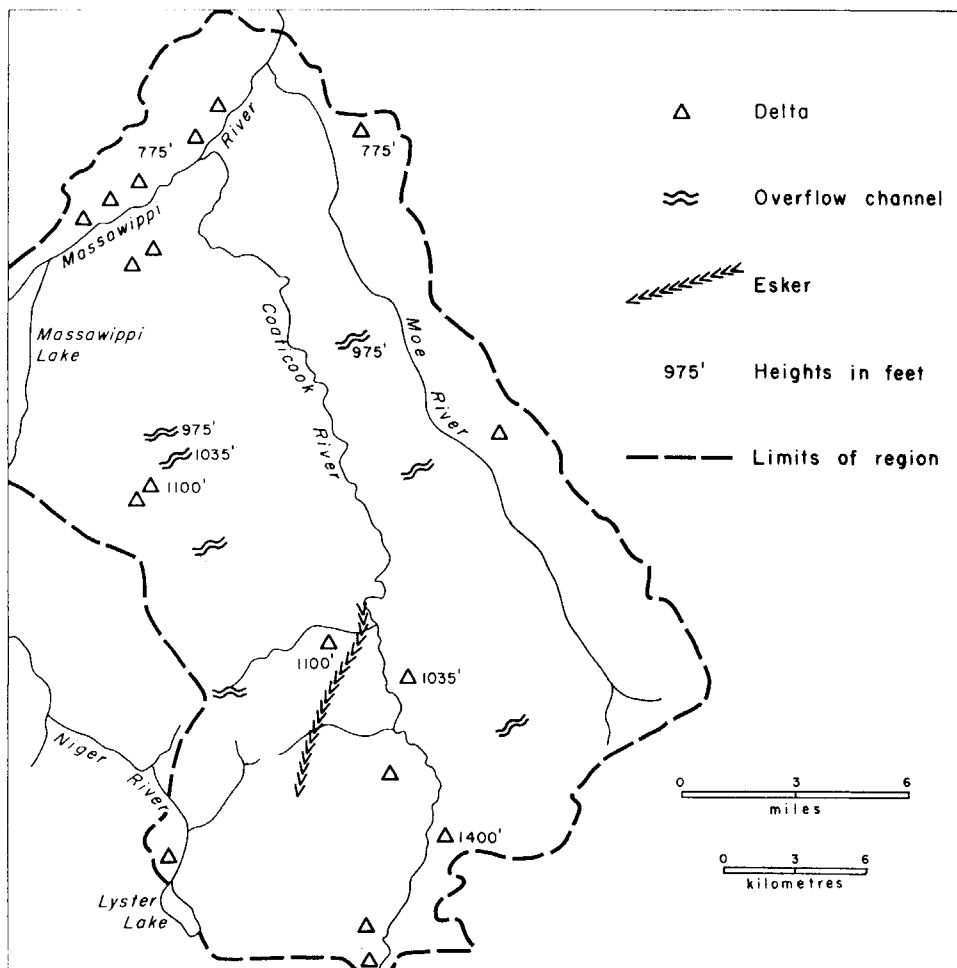 775'
River
Massawippi
775'
Massawippi
Lake
Coaticook
River
Moe
River
975'
975'
1035'
1100'
1100'
1035'
1400'
Niger
River
Lyster
Lake
Delta
Overflow channel
Esker
975' Heights in feet
Limits of region
0 3 6
miles
0 3 6
kilometres